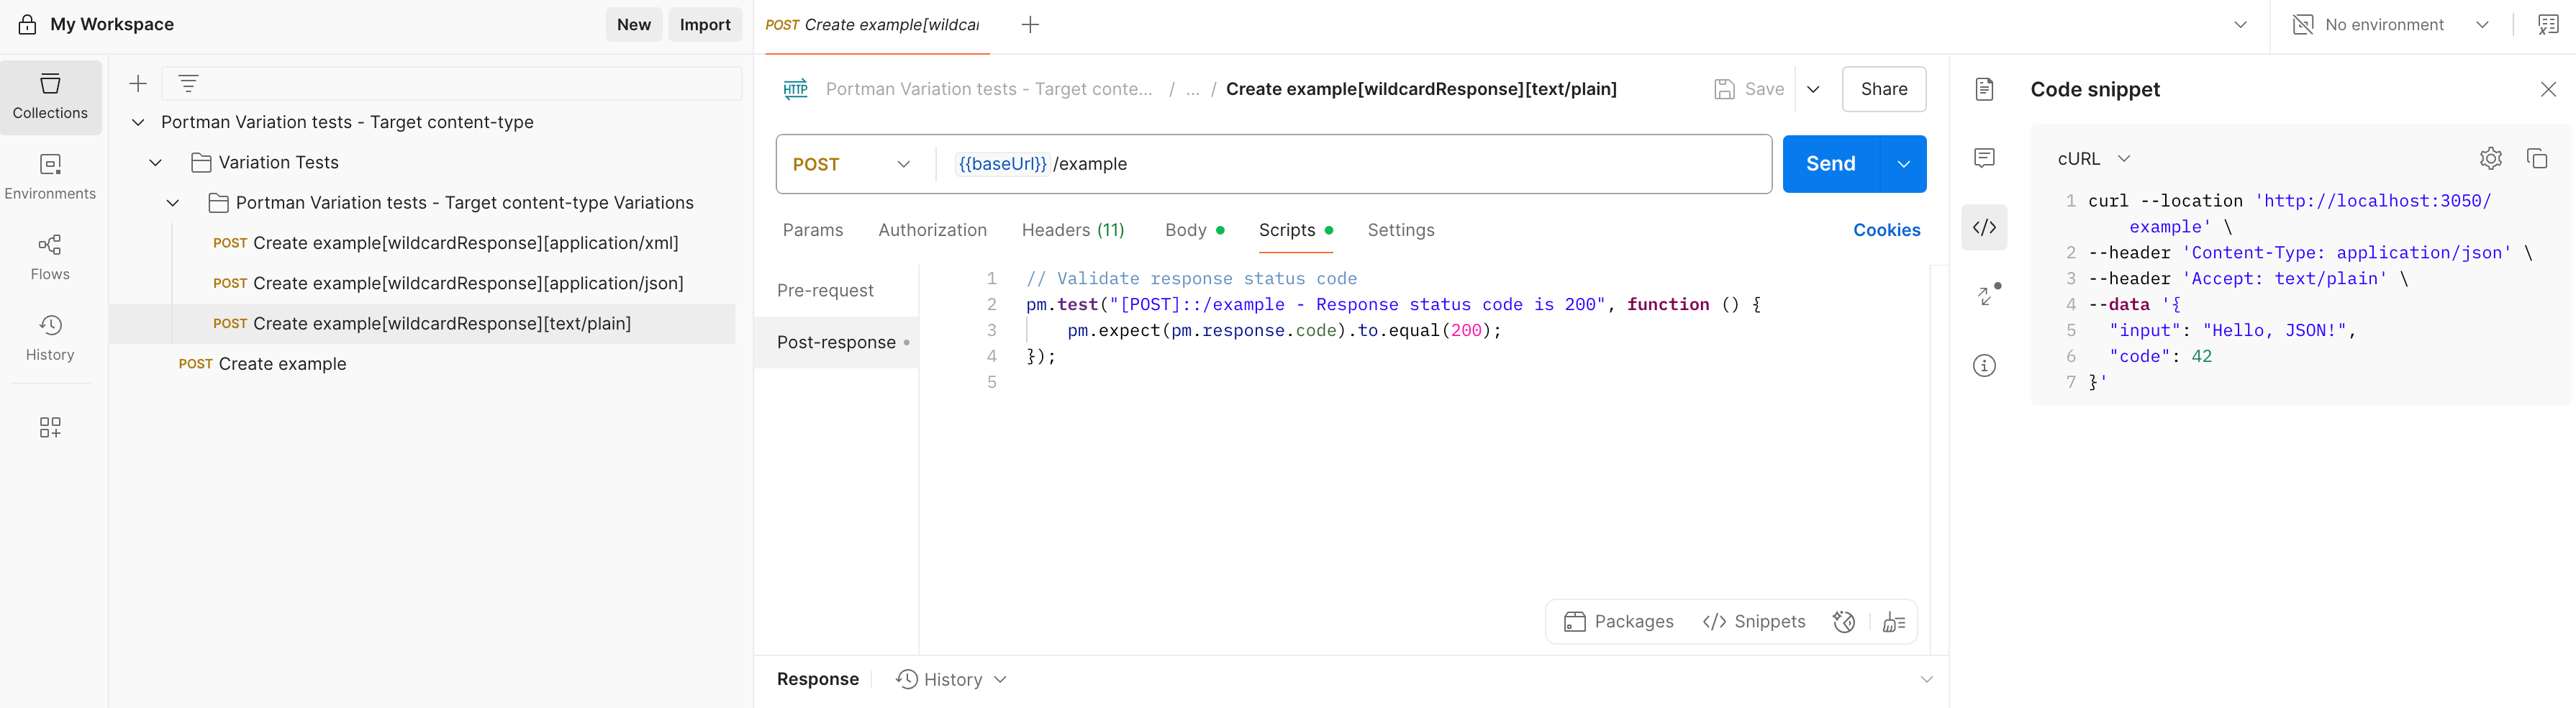 My Workspace
New
Import
POST Create example[wildcar
No environment
Collections
Environments
Flows
History
Portman Variation tests - Target content-type
Variation Tests
Portman Variation tests - Target content-type Variations
POST Create example[wildcardResponse][application/xml]
POST Create example[wildcardResponse][application/json]
POST Create example[wildcardResponse][text/plain]
POST Create example
HTTP Portman Variation tests - Target conte... / ... / Create example[wildcardResponse][text/plain]
Save
Share
POST
{{baseUrl}} /example
Send
Params
Authorization
Headers (11)
Body
Scripts
Settings
Cookies
Pre-request
Post-response
1 // Validate response status code
2 pm.test("[POST]::/example - Response status code is 200", function () {
3 pm.expect(pm.response.code).to.equal(200);
4 });
5
Packages
</> Snippets
Response
History
Code snippet
cURL
1 curl --location 'http://localhost:3050/
example' \
2 --header 'Content-Type: application/json' \
3 --header 'Accept: text/plain' \
4 --data '{
5 "input": "Hello, JSON!",
6 "code": 42
7 }'